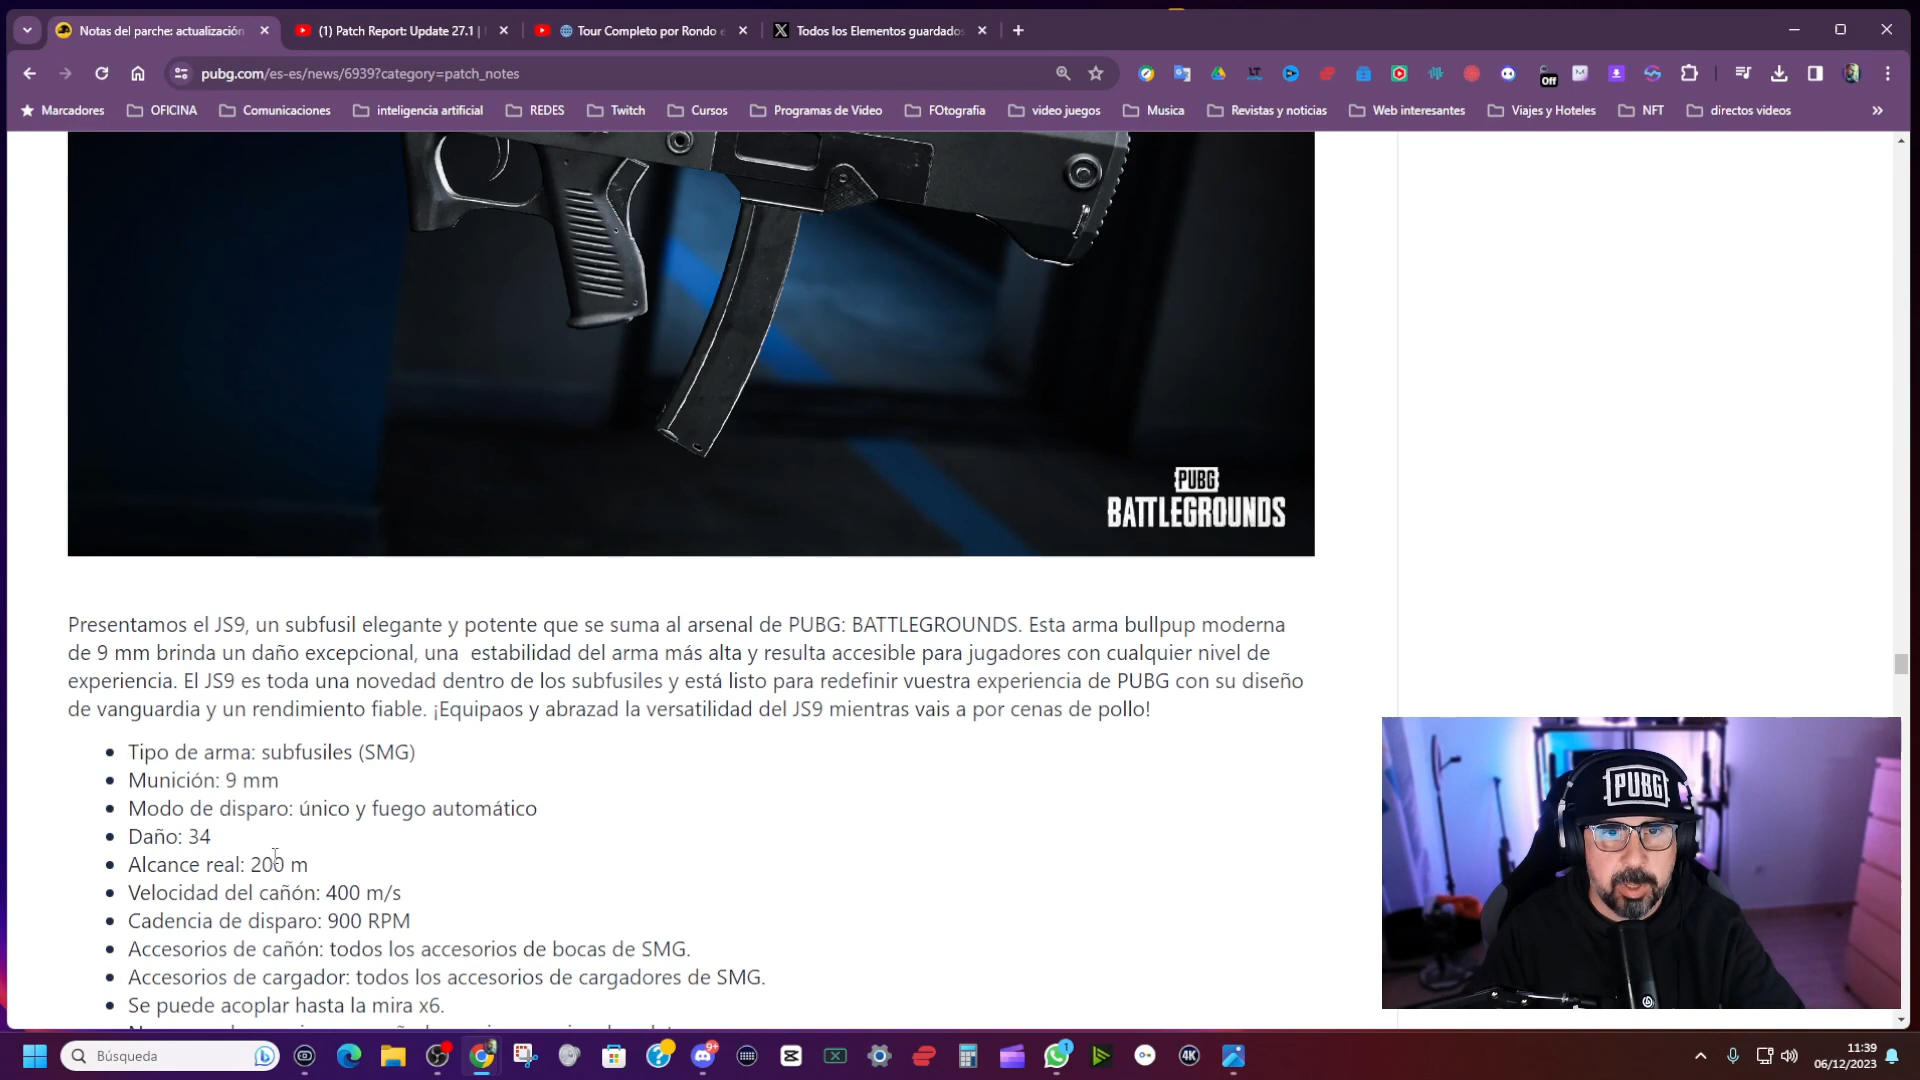 Notas del parche: actualización
(1) Patch Report: Update 27.1 |
Tour Completo por Rondo
Todos los Elementos guardados
pubg.com/es-es/news/6939?category=patch_notes
Off
Marcadores
OFICINA
Comunicaciones
inteligencia artificial
REDES
Twitch
Cursos
Programas de Video
FOtografia
video juegos
Musica
Revistas y noticias
Web interesantes
Viajes y Hoteles
NFT
directos videos
PUBG
BATTLEGROUNDS
Presentamos el JS9, un subfusil elegante y potente que se suma al arsenal de PUBG: BATTLEGROUNDS. Esta arma bullpup moderna
de 9 mm brinda un daño excepcional, una estabilidad del arma más alta y resulta accesible para jugadores con cualquier nivel de
experiencia. El JS9 es toda una novedad dentro de los subfusiles y está listo para redefinir vuestra experiencia de PUBG con su diseño
de vanguardia y un rendimiento fiable. ¡Equipaos y abrazad la versatilidad del JS9 mientras vais a por cenas de pollo!
Tipo de arma: subfusiles (SMG)
Munición: 9 mm
Modo de disparo: único y fuego automático
Daño: 34
Alcance real: 200 m
Velocidad del cañón: 400 m/s
Cadencia de disparo: 900 RPM
Accesorios de cañón: todos los accesorios de bocas de SMG.
Accesorios de cargador: todos los accesorios de cargadores de SMG.
Se puede acoplar hasta la mira x6.
PUBG
Búsqueda
9+
1
4K
11:39
06/12/2023